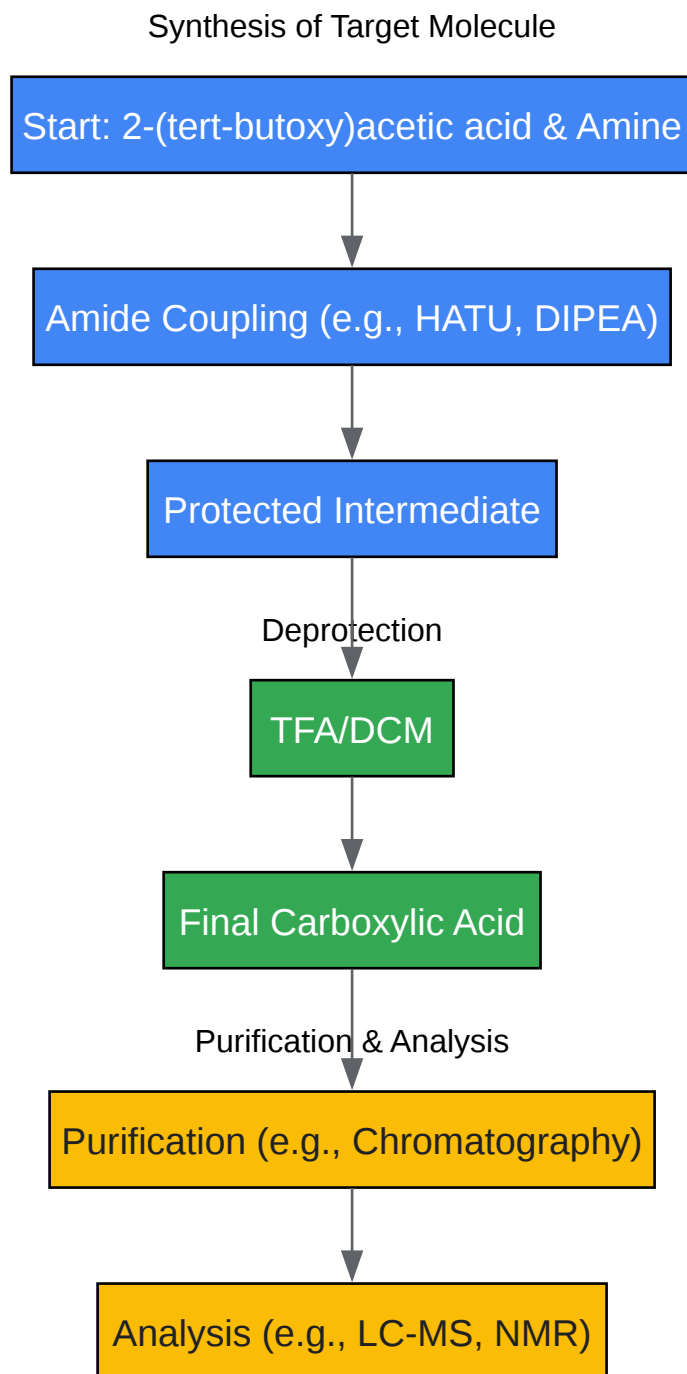 Synthesis of Target Molecule
Start: 2-(tert-butoxy)acetic acid & Amine
Amide Coupling (e.g., HATU, DIPEA)
Protected Intermediate
Deprotection
TFA/DCM
Final Carboxylic Acid
Purification & Analysis
Purification (e.g., Chromatography)
Analysis (e.g., LC-MS, NMR)